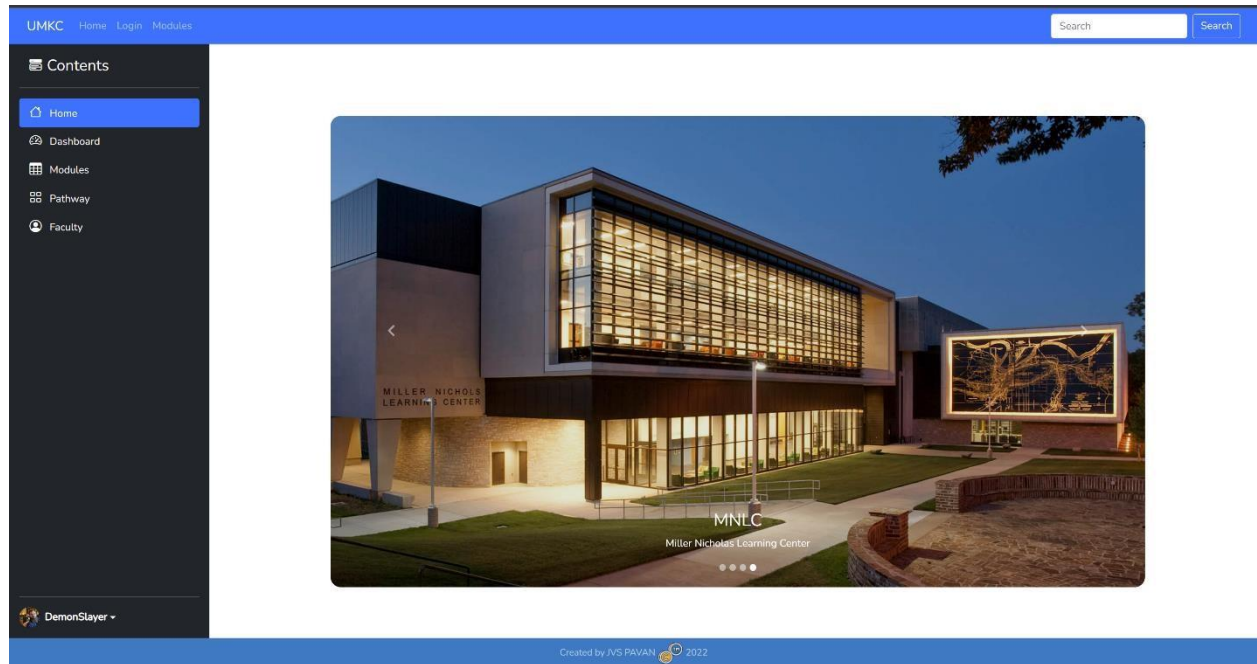 UMKC Home Login Modules Search Search
Contents
Home
Dashboard
Modules
Pathway
Faculty
MILLER NICHOLS
LEARNING CENTER
MNLC
Miller Nicholas Learning Center
DemonSlayer
Created by JVS PAVAN 2022